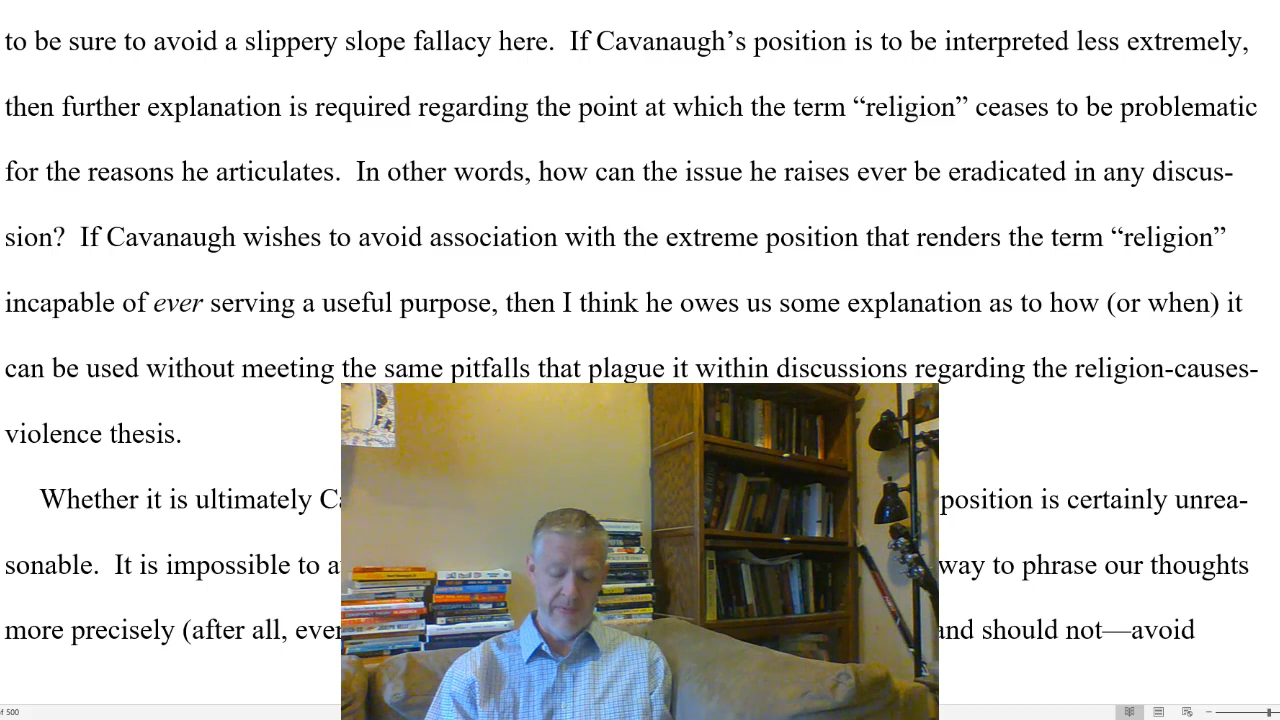 to be sure to avoid a slippery slope fallacy here.  If Cavanaugh’s position is to be interpreted less extremely,
then further explanation is required regarding the point at which the term “religion” ceases to be problematic
for the reasons he articulates.  In other words, how can the issue he raises ever be eradicated in any discus-
sion?  If Cavanaugh wishes to avoid association with the extreme position that renders the term “religion”
incapable of ever serving a useful purpose, then I think he owes us some explanation as to how (or when) it
can be used without meeting the same pitfalls that plague it within discussions regarding the religion-causes-
violence thesis.
Whether it is ultimately position is certainly unrea-
sonable.  It is impossible to way to phrase our thoughts
more precisely (after all, and should not—avoid
of 500